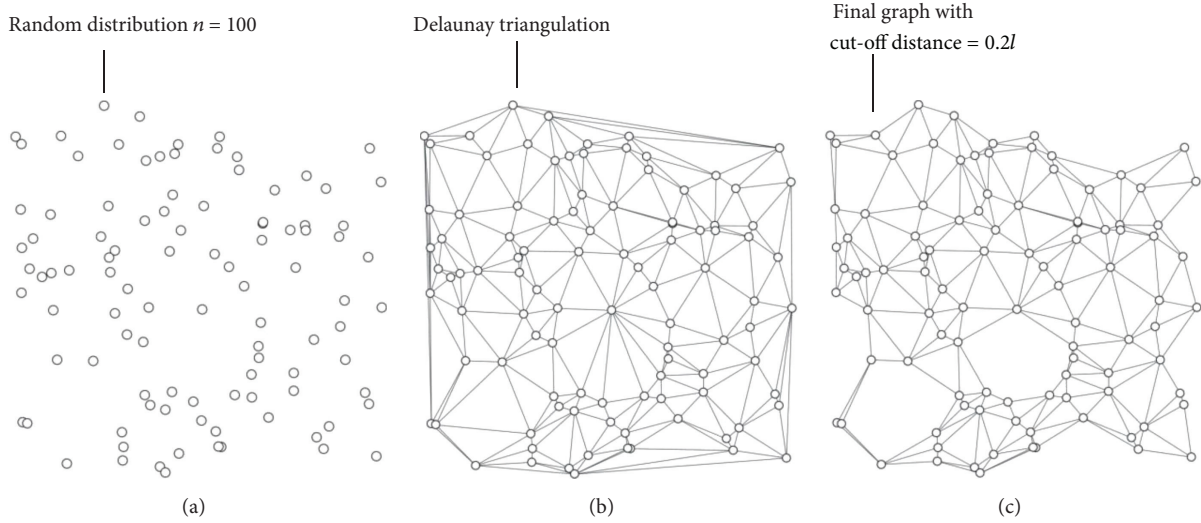 Random distribution n = 100
Delaunay triangulation
Final graph with
cut-off distance = 0.2l
(a)
(b)
(c)